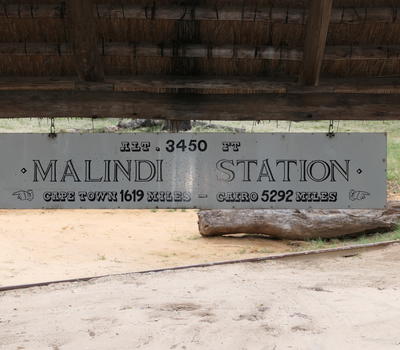 ALT. 3450 FT
MALINDI STATION
CAPE TOWN 1619 MILES - CAIRO 5292 MILES